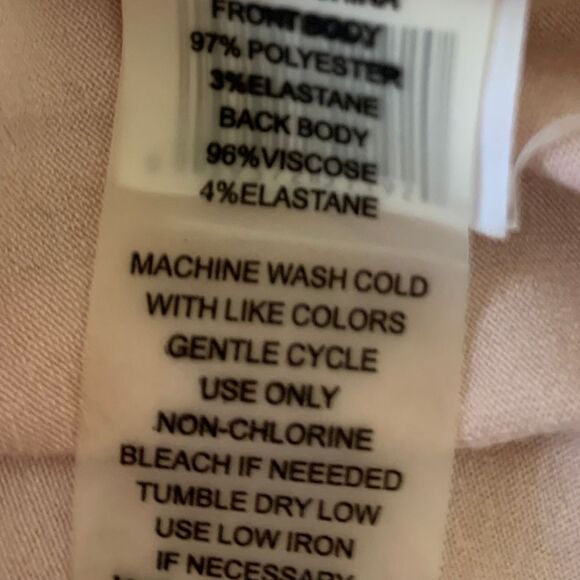 FRONT BODY
97% POLYESTER
3%ELASTANE
BACK BODY
96%VISCOSE
4%ELASTANE
MACHINE WASH COLD
WITH LIKE COLORS
GENTLE CYCLE
USE ONLY
NON-CHLORINE
BLEACH IF NEEEDED
TUMBLE DRY LOW
USE LOW IRON
IF NECESSARY